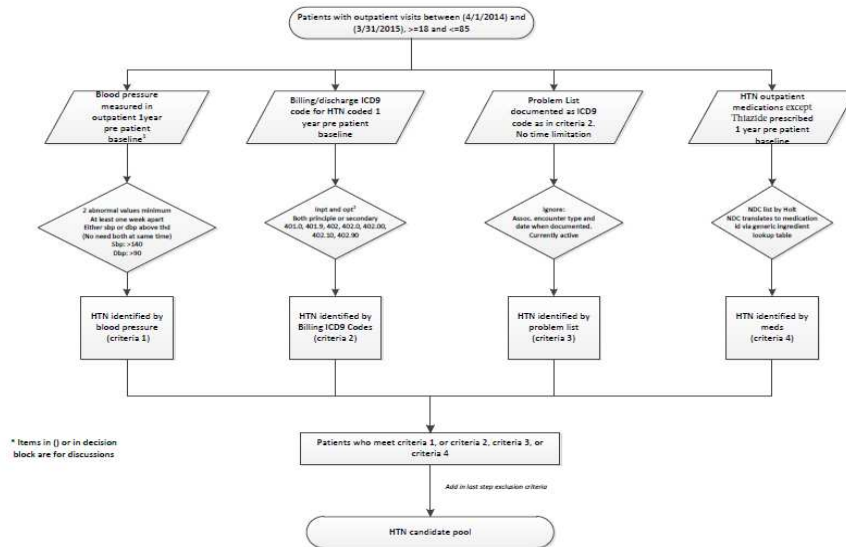 Patients with outpatient visits between (4/1/2014) and
(3/31/2015), >=18 and <=85
Blood pressure
measured in
outpatient 1year
pre patient
baseline¹
Billing/discharge ICD9
code for HTN coded 1
year pre patient
baseline
Problem List
documented as ICD9
code as in criteria 2.
No time limitation
HTN outpatient
medications except
Thiazide prescribed
1 year pre patient
baseline
2 abnormal values minimum
At least one week apart
Either sbp or dbp above thd
(No need both at same time)
Sbp: >140
Dbp: >90
Inpt and opt²
Both principle or secondary
401.0, 401.9, 402, 402.0, 402.00,
402.10, 402.90
Ignore:
Assoc. encounter type and
date when documented.
Currently active
NDC list by Holt
NDC translates to medication
id via generic ingredient
lookup table
HTN identified by
blood pressure
(criteria 1)
HTN identified by
Billing ICD9 Codes
(criteria 2)
HTN identified by
problem list
(criteria 3)
HTN identified by
meds
(criteria 4)
* Items in () or in decision
block are for discussions
Patients who meet criteria 1, or criteria 2, criteria 3, or
criteria 4
Add in last step exclusion criteria
HTN candidate pool